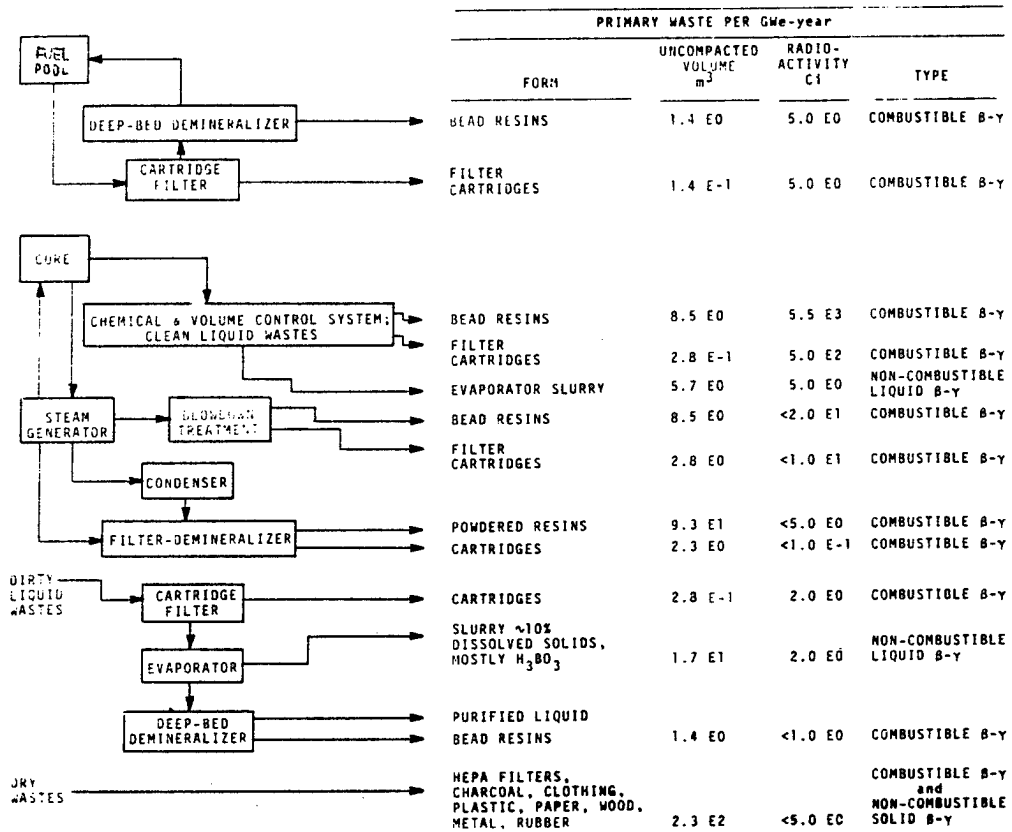 PRIMARY WASTE PER GWe-year
FORM
UNCOMPACTED
VOLUME
m3
RADIO-
ACTIVITY
Ci
TYPE
FUEL
POOL
DEEP-BED DEMINERALIZER
BEAD RESINS 1.4 E0 5.0 E0 COMBUSTIBLE β-γ
CARTRIDGE
FILTER
FILTER
CARTRIDGES 1.4 E-1 5.0 E0 COMBUSTIBLE β-γ
CORE
CHEMICAL & VOLUME CONTROL SYSTEM;
CLEAN LIQUID WASTES
BEAD RESINS 8.5 E0 5.5 E3 COMBUSTIBLE β-γ
FILTER
CARTRIDGES 2.8 E-1 5.0 E2 COMBUSTIBLE β-γ
EVAPORATOR SLURRY 5.7 E0 5.0 E0 NON-COMBUSTIBLE
LIQUID β-γ
STEAM
GENERATOR
BLOWDOWN
TREATMENT
BEAD RESINS 8.5 E0 <2.0 E1 COMBUSTIBLE β-γ
FILTER
CARTRIDGES 2.8 E0 <1.0 E1 COMBUSTIBLE β-γ
CONDENSER
FILTER-DEMINERALIZER
POWDERED RESINS 9.3 E1 <5.0 E0 COMBUSTIBLE β-γ
CARTRIDGES 2.3 E0 <1.0 E-1 COMBUSTIBLE β-γ
DIRTY
LIQUID
WASTES
CARTRIDGE
FILTER
CARTRIDGES 2.8 E-1 2.0 E0 COMBUSTIBLE β-γ
EVAPORATOR
SLURRY ~10%
DISSOLVED SOLIDS,
MOSTLY H3BO3 1.7 E1 2.0 E0 NON-COMBUSTIBLE
LIQUID β-γ
DEEP-BED
DEMINERALIZER
PURIFIED LIQUID
BEAD RESINS 1.4 E0 <1.0 E0 COMBUSTIBLE β-γ
DRY
WASTES
HEPA FILTERS,
CHARCOAL, CLOTHING,
PLASTIC, PAPER, WOOD,
METAL, RUBBER 2.3 E2 <5.0 E0
COMBUSTIBLE β-γ
and
NON-COMBUSTIBLE
SOLID β-γ